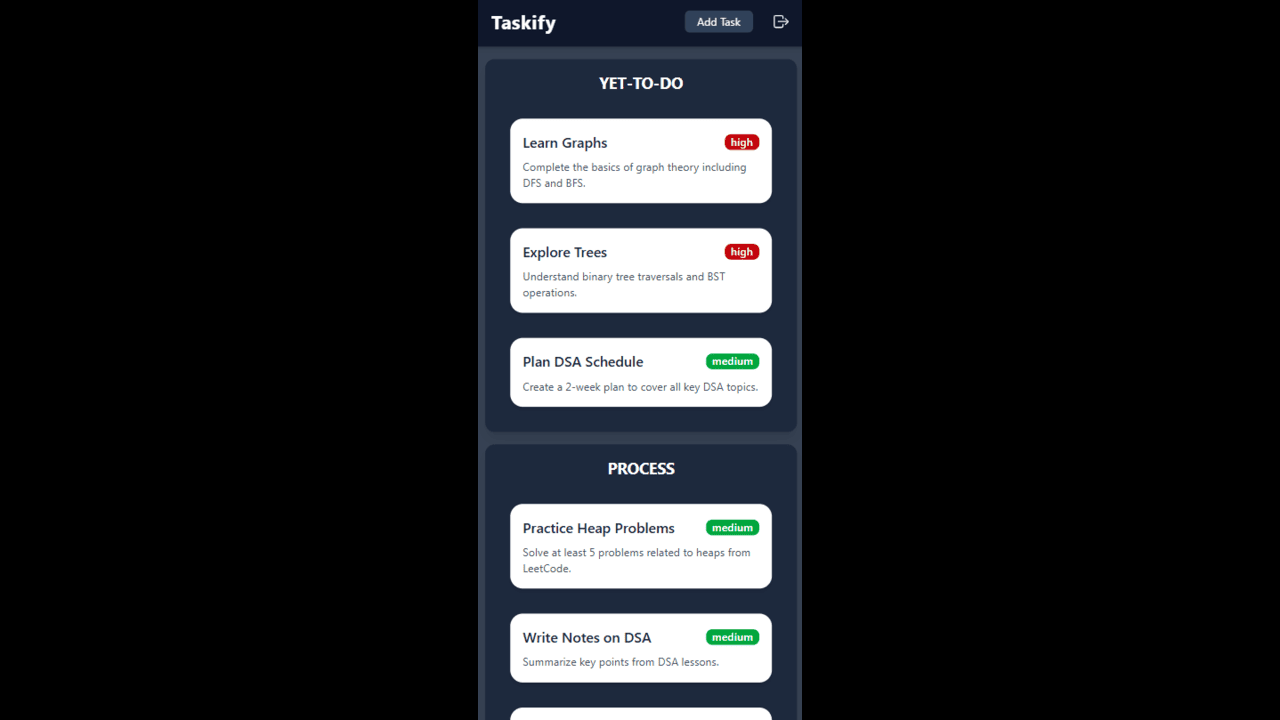 Taskify
Add Task
YET-TO-DO
Learn Graphs
high
Complete the basics of graph theory including
DFS and BFS.
Explore Trees
high
Understand binary tree traversals and BST
operations.
Plan DSA Schedule
medium
Create a 2-week plan to cover all key DSA topics.
PROCESS
Practice Heap Problems
medium
Solve at least 5 problems related to heaps from
LeetCode.
Write Notes on DSA
medium
Summarize key points from DSA lessons.